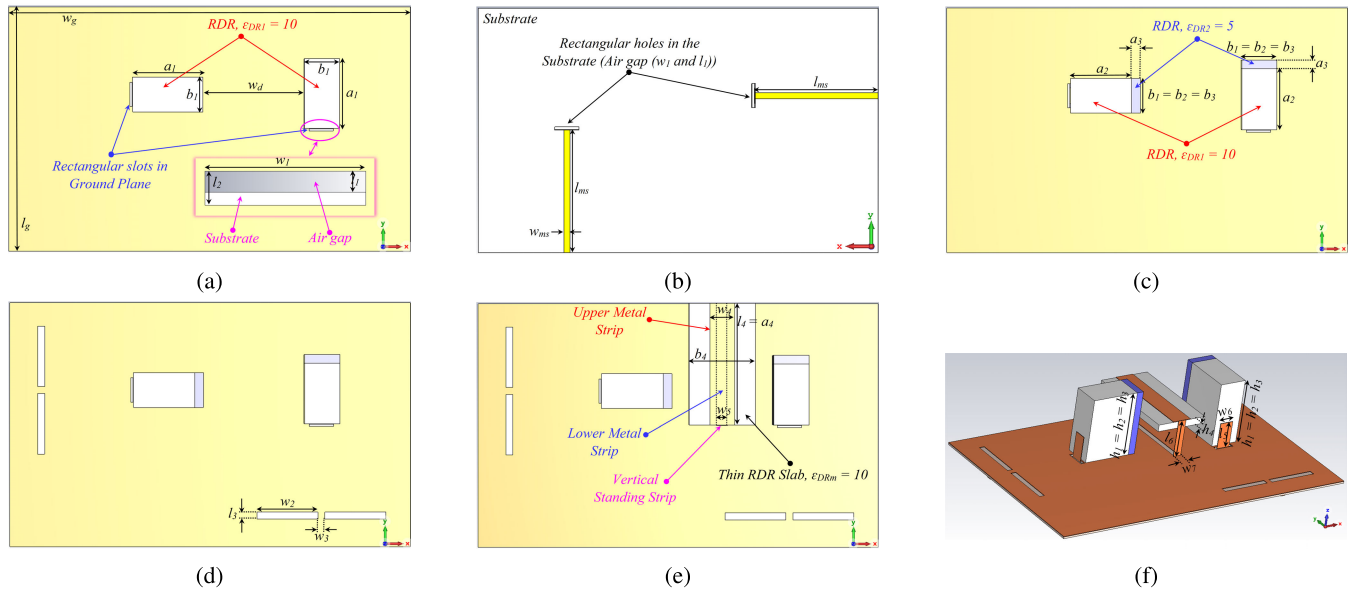 w_g
RDR, ε_DR1 = 10
a_1
b_1
w_d
b_1
a_1
Rectangular slots in
Ground Plane
w_1
l_2
l_1
l_g
Substrate
Air gap
y
x
(a)
Substrate
Rectangular holes in the
Substrate (Air gap (w_1 and l_1))
l_ms
l_ms
w_ms
y
x
(b)
RDR, ε_DR2 = 5
a_3
b_1 = b_2 = b_3
a_3
a_2
b_1 = b_2 = b_3
a_2
RDR, ε_DR1 = 10
y
x
(c)
w_2
l_3
w_3
y
x
(d)
Upper Metal
Strip
w_4
l_4 = a_4
b_4
w_5
Lower Metal
Strip
Thin RDR Slab, ε_DRm = 10
Vertical
Standing Strip
y
x
(e)
h_1 = h_2 = h_3
h_4
l_6
w_7
w_6
h_1 = h_2 = h_3
z
y
x
(f)